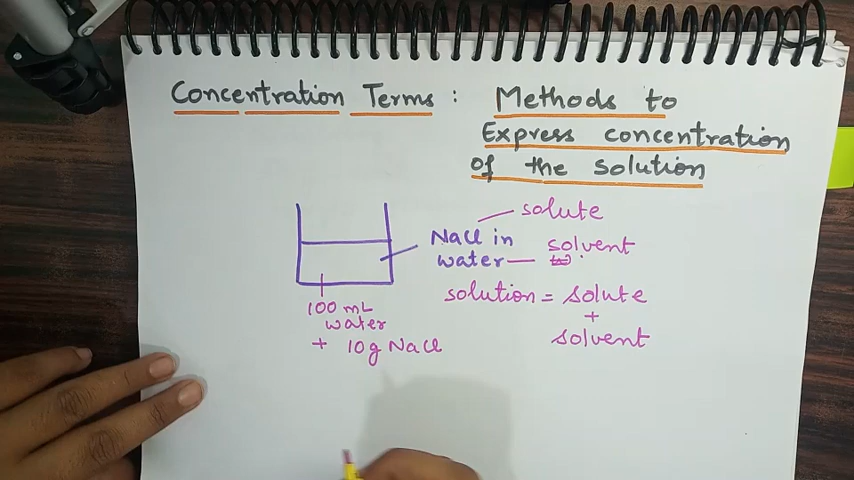 Concentration Terms : Methods to
Express concentration
of the solution
solute
NaCl in
water — solvent
solution = solute
+
solvent
100 mL
water
+ 10g NaCl